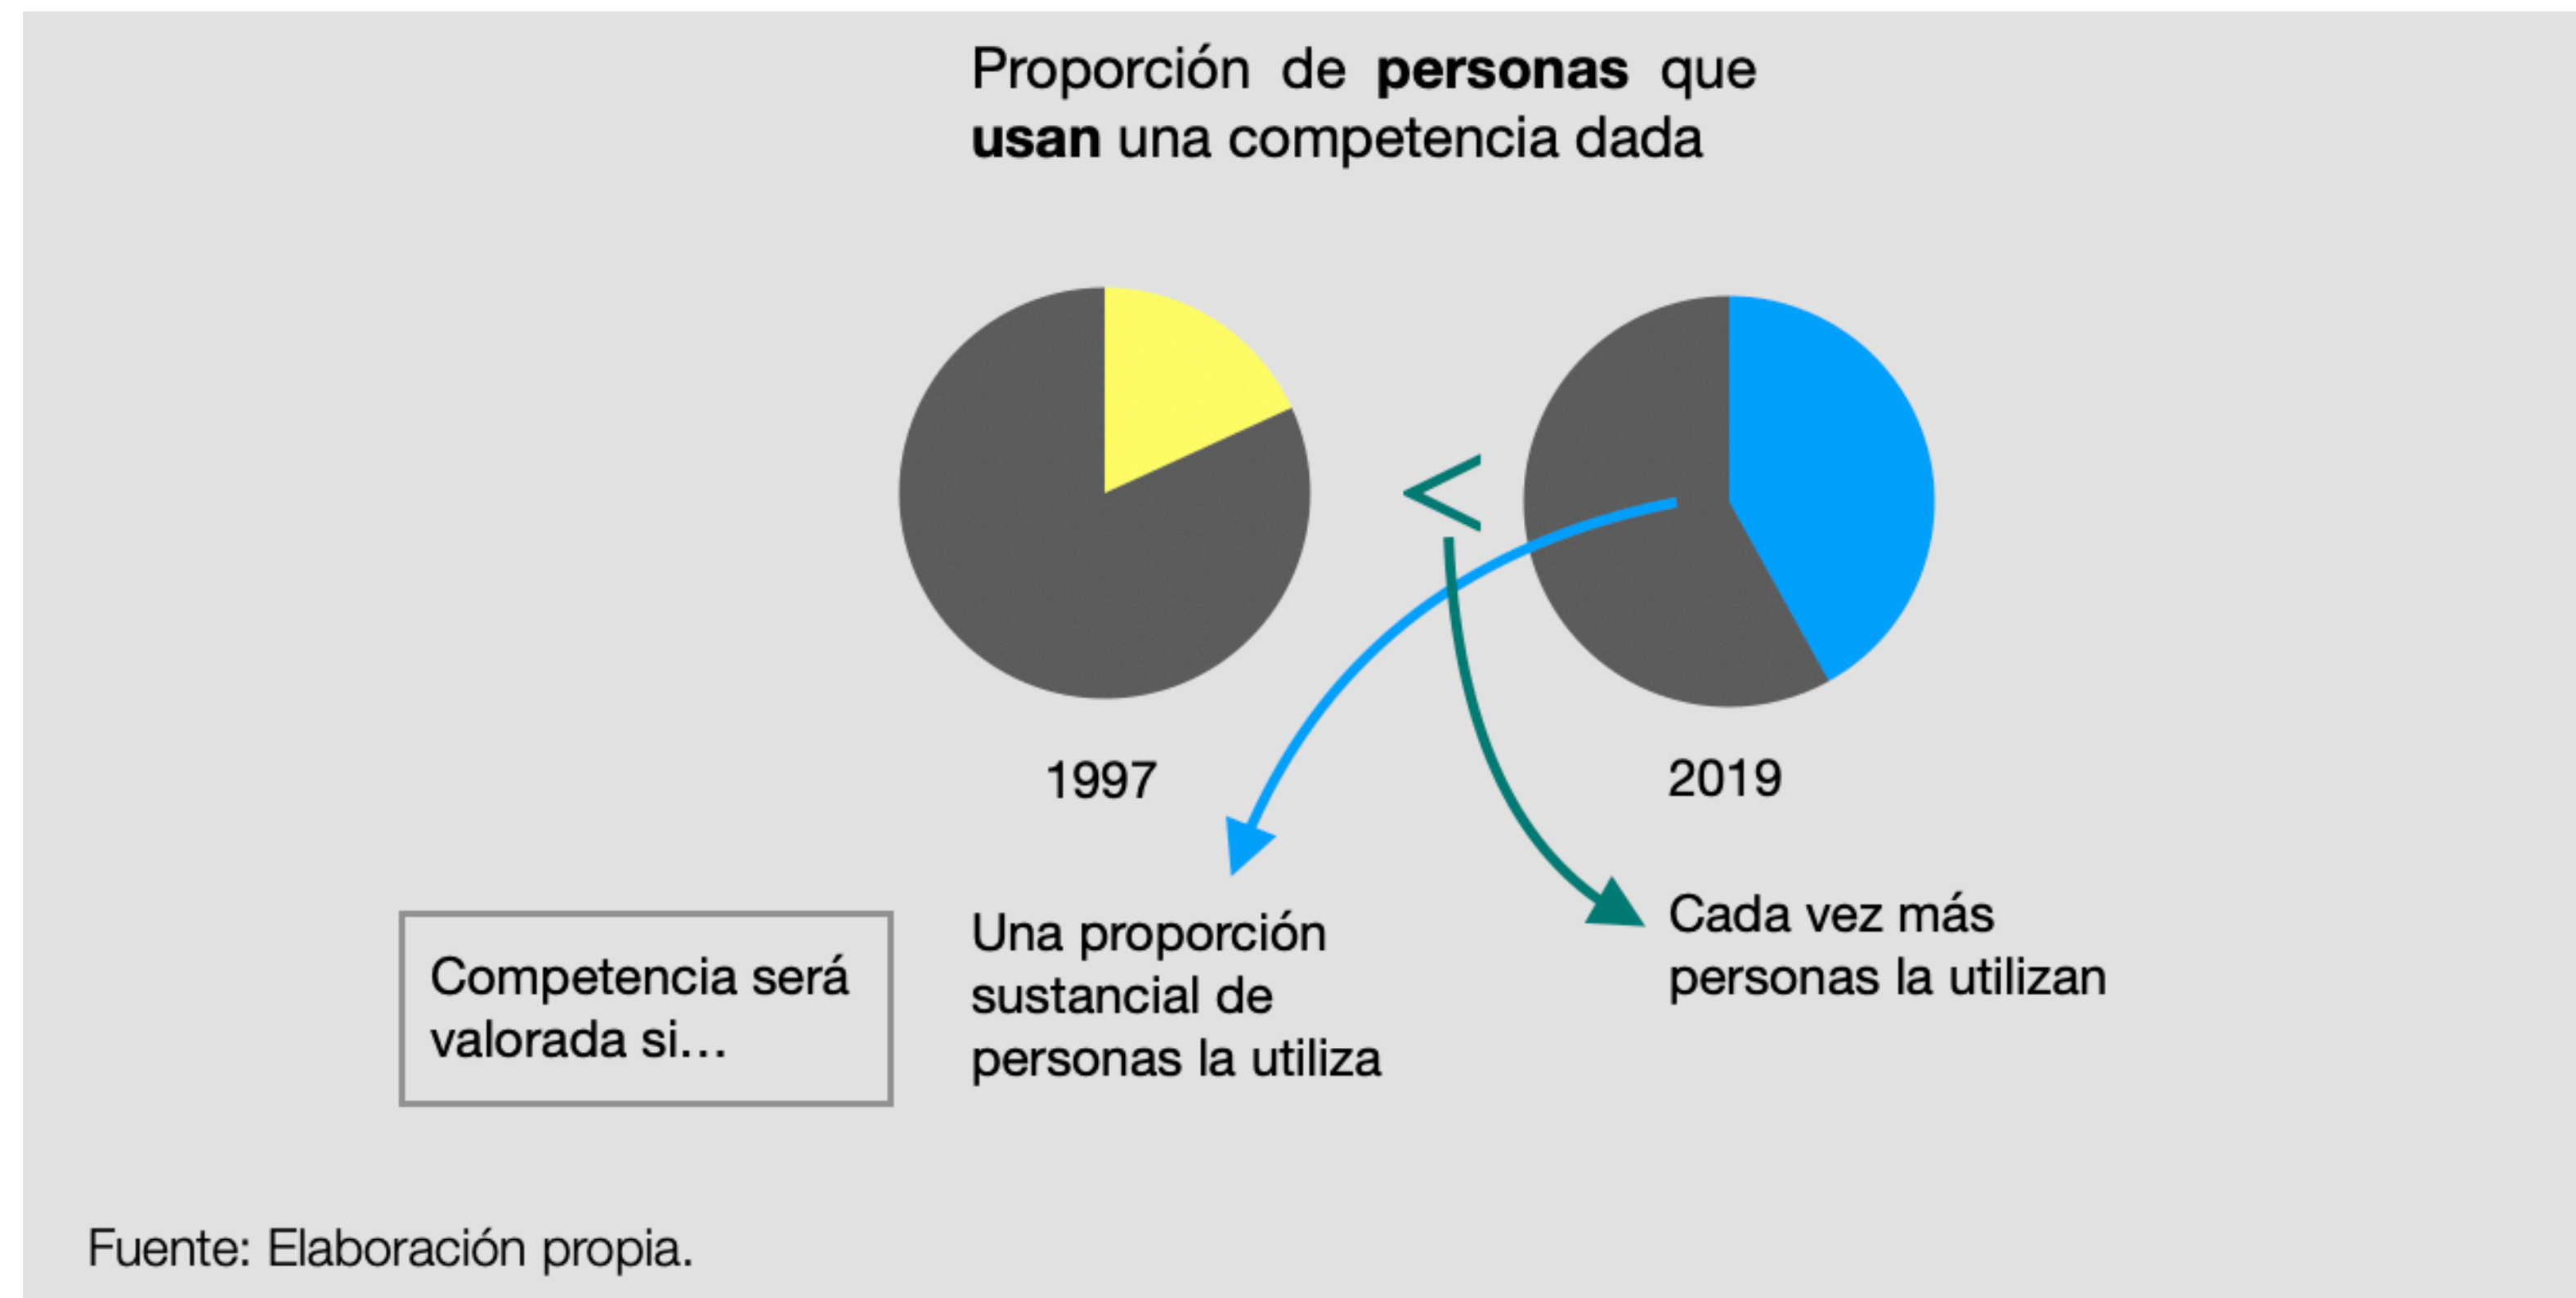 Proporción de personas que
usan una competencia dada
<
1997
2019
Competencia será
valorada si...
Una proporción
sustancial de
personas la utiliza
Cada vez más
personas la utilizan
Fuente: Elaboración propia.